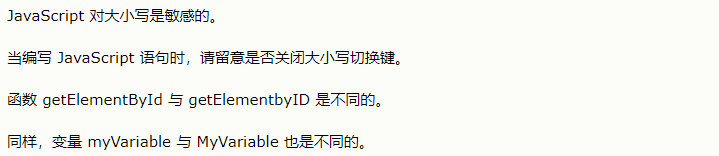 JavaScript 对大小写是敏感的。
当编写 JavaScript 语句时，请留意是否关闭大小写切换键。
函数 getElementById 与 getElementbyID 是不同的。
同样，变量 myVariable 与 MyVariable 也是不同的。